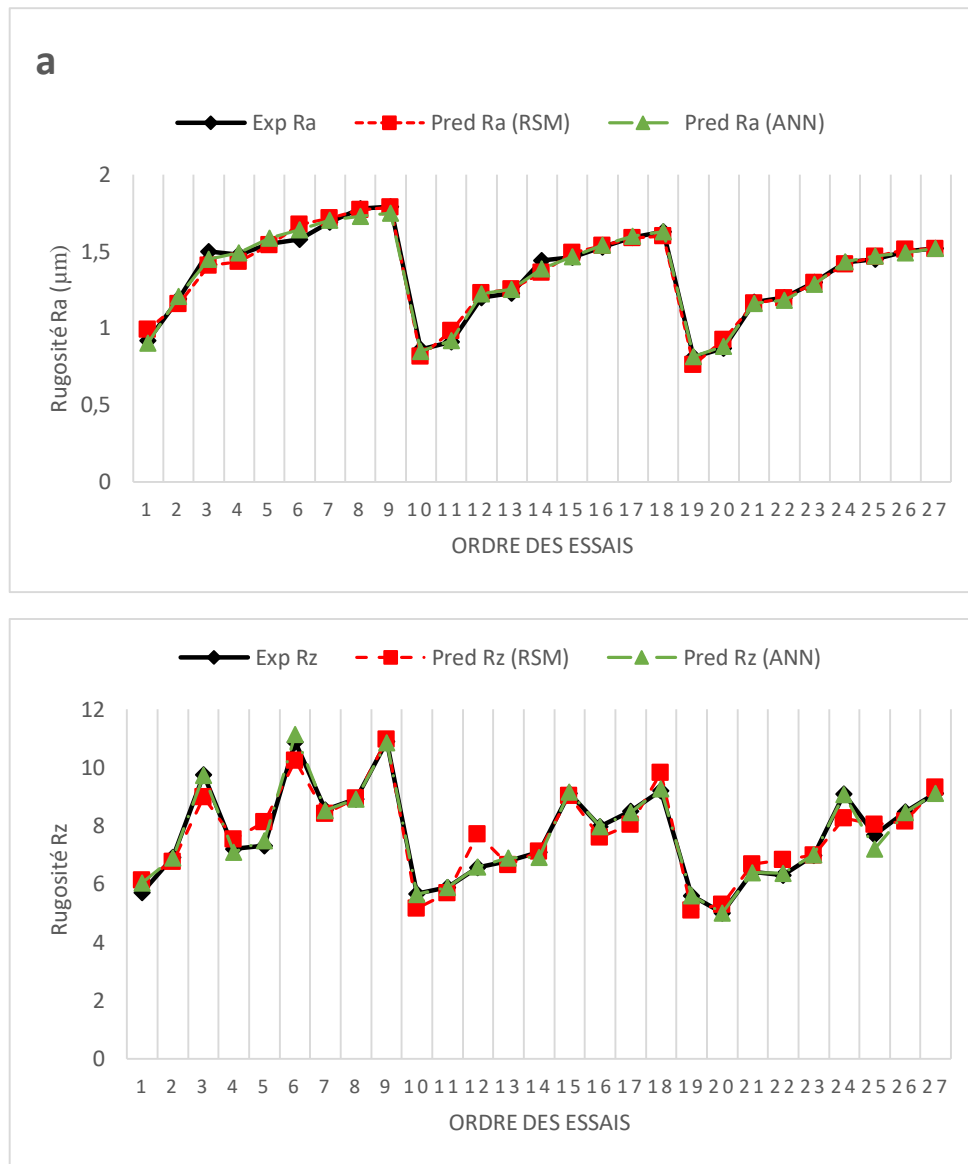 a
Exp Ra Pred Ra (RSM) Pred Ra (ANN)
2
1,5
1
0,5
0
Rugosité Ra (µm)
1 2 3 4 5 6 7 8 9 10 11 12 13 14 15 16 17 18 19 20 21 22 23 24 25 26 27
ORDRE DES ESSAIS
Exp Rz Pred Rz (RSM) Pred Rz (ANN)
12
10
8
6
4
2
0
Rugosité Rz
1 2 3 4 5 6 7 8 9 10 11 12 13 14 15 16 17 18 19 20 21 22 23 24 25 26 27
ORDRE DES ESSAIS